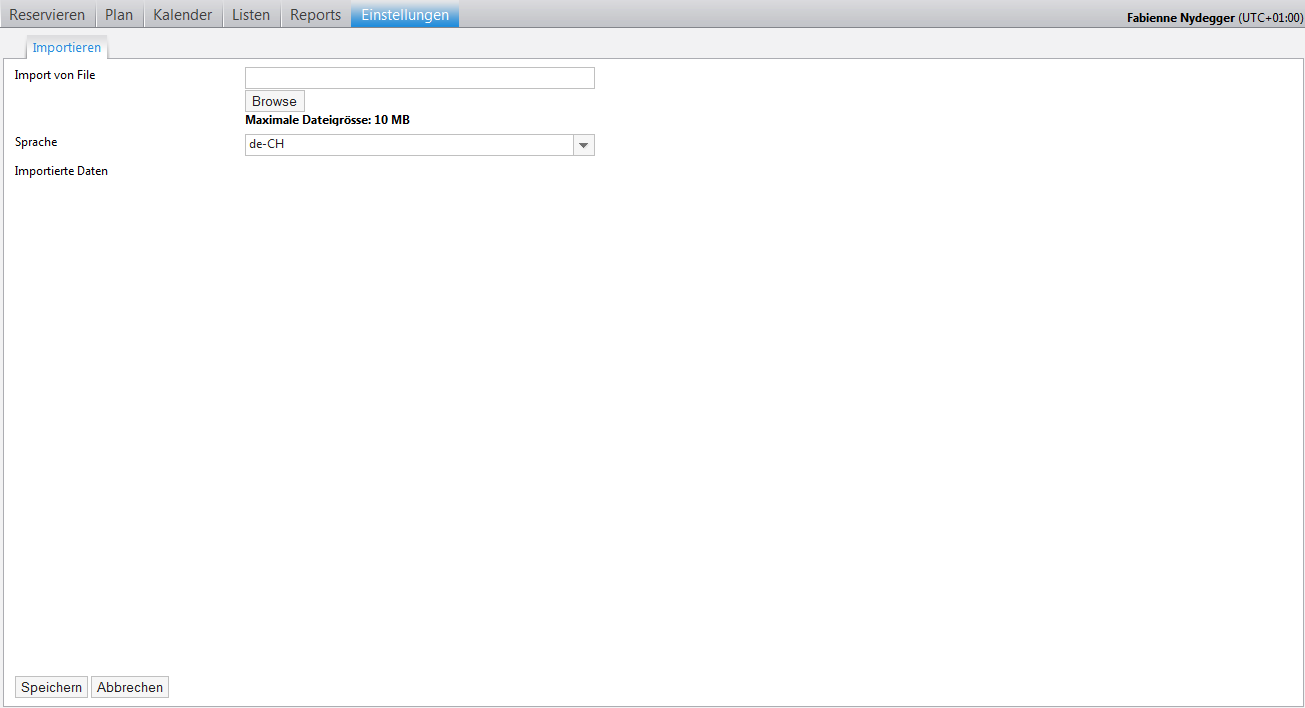 Reservieren Plan Kalender Listen Reports Einstellungen Fabienne Nydegger (UTC+01:00)
Importieren
Import von File
Browse
Maximale Dateigrösse: 10 MB
Sprache de-CH
Importierte Daten
Speichern Abbrechen